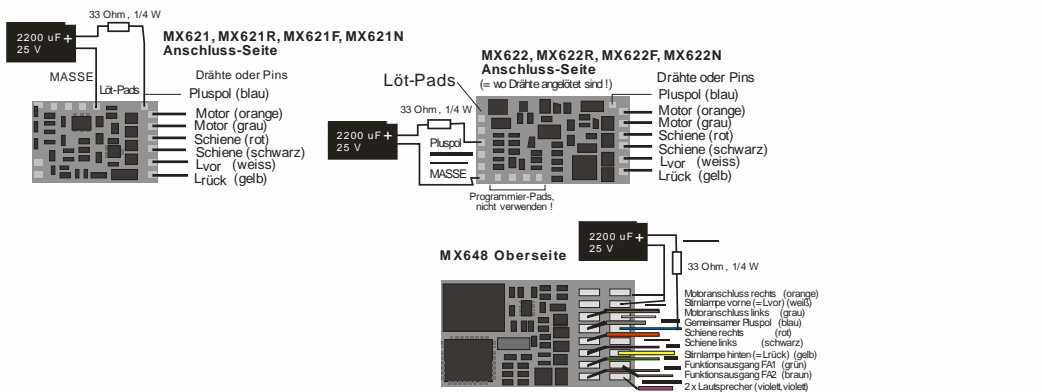 33 Ohm, 1/4 W
2200 uF +
25 V
MASSE
MX621, MX621R, MX621F, MX621N
Anschluss-Seite
Drähte oder Pins
Löt-Pads
Pluspol (blau)
Motor (orange)
Motor (grau)
Schiene (rot)
Schiene (schwarz)
Lvor (weiss)
Lrück (gelb)
MX622, MX622R, MX622F, MX622N
Anschluss-Seite
(= wo Drähte angelötet sind !)
Löt-Pads
Drähte oder Pins
Pluspol (blau)
33 Ohm, 1/4 W
2200 uF +
25 V
Pluspol
MASSE
Motor (orange)
Motor (grau)
Schiene (rot)
Schiene (schwarz)
Lvor (weiss)
Lrück (gelb)
Programmier-Pads,
nicht verwenden !
MX648 Oberseite
2200 uF +
25 V
33 Ohm, 1/4 W
Motoranschluss rechts (orange)
Stirnlampe vorne (= Lvor) (weiß)
Motoranschluss links (grau)
Gemeinsamer Pluspol (blau)
Schiene rechts (rot)
Schiene links (schwarz)
Stirnlampe hinten (= Lrück) (gelb)
Funktionsausgang FA1 (grün)
Funktionsausgang FA2 (braun)
2 x Lautsprecher (violett, violett)